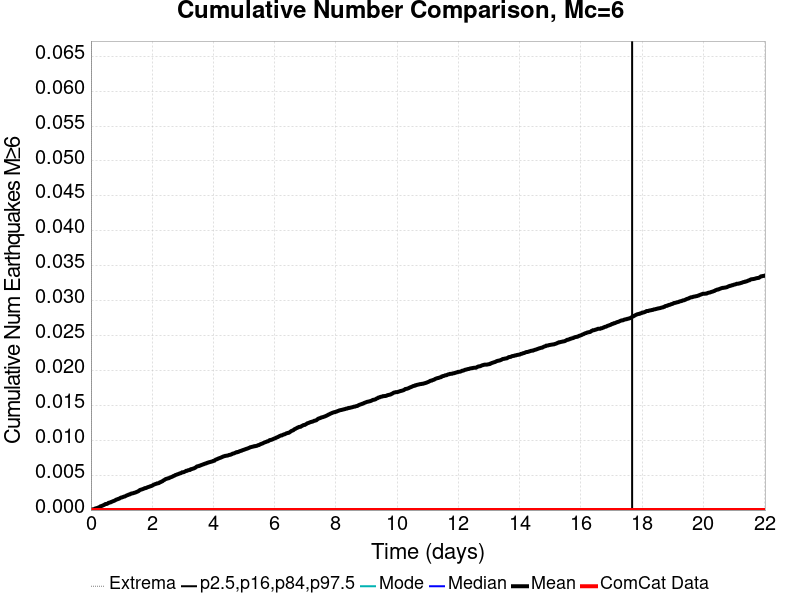 Cumulative Number Comparison, Mc=6
Cumulative Num Earthquakes M≥6
0.065
0.060
0.055
0.050
0.045
0.040
0.035
0.030
0.025
0.020
0.015
0.010
0.005
0.000
0 2 4 6 8 10 12 14 16 18 20 22
Time (days)
Extrema p2.5,p16,p84,p97.5 Mode Median Mean ComCat Data